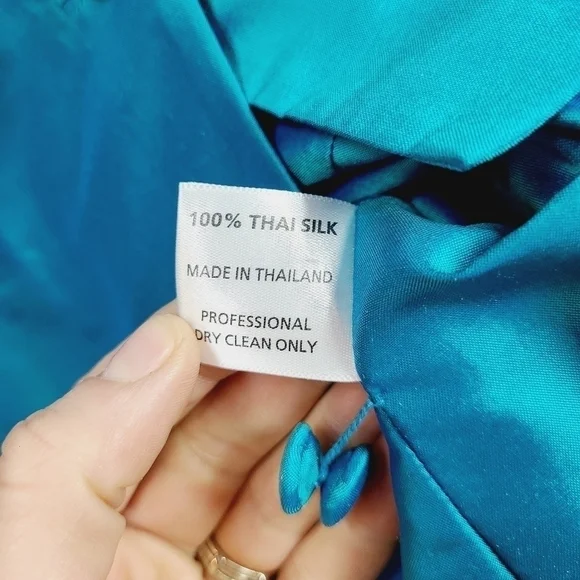 100% THAI SILK
MADE IN THAILAND
PROFESSIONAL
DRY CLEAN ONLY